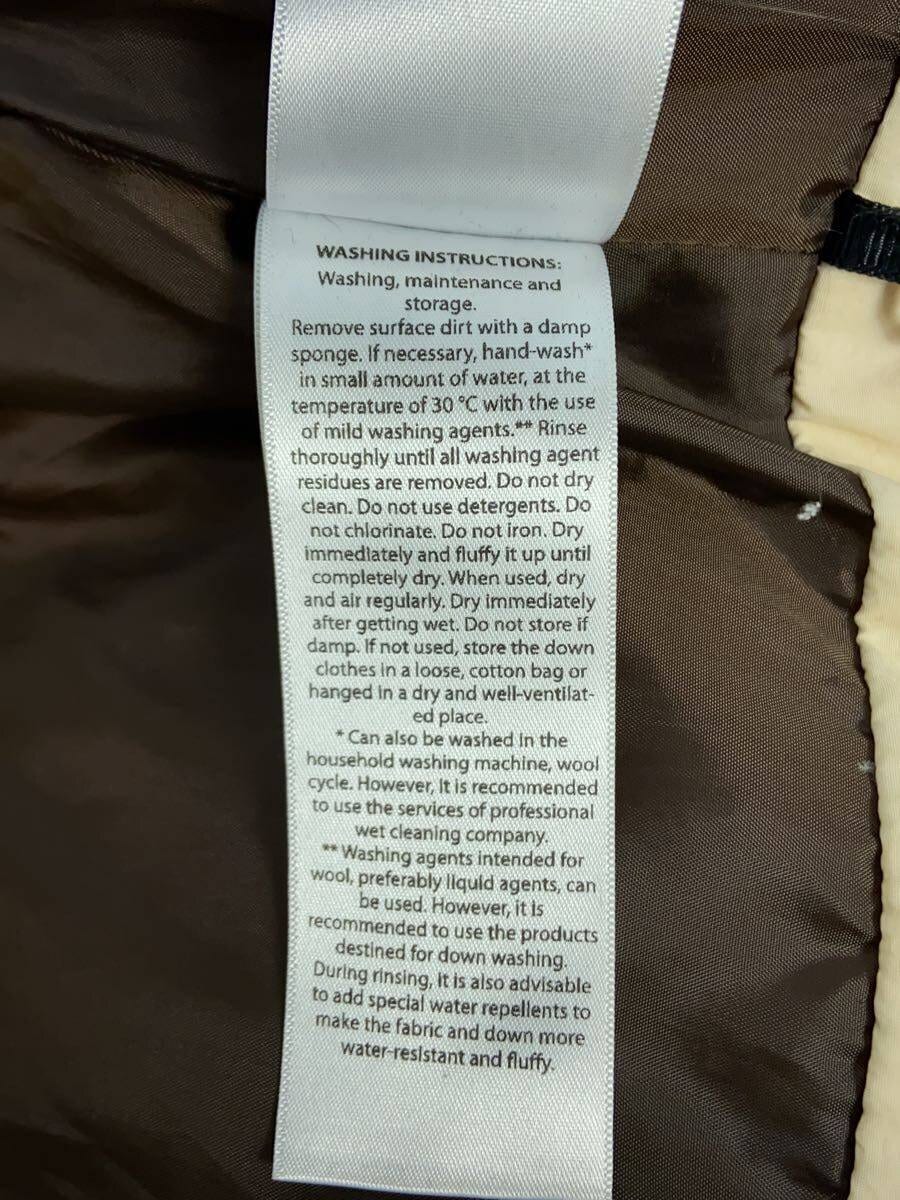 WASHING INSTRUCTIONS:
Washing, maintenance and
storage.
Remove surface dirt with a damp
sponge. If necessary, hand-wash*
in small amount of water, at the
temperature of 30 °C with the use
of mild washing agents.** Rinse
thoroughly until all washing agent
residues are removed. Do not dry
clean. Do not use detergents. Do
not chlorinate. Do not iron. Dry
immediately and fluffy it up until
completely dry. When used, dry
and air regularly. Dry immediately
after getting wet. Do not store if
damp. If not used, store the down
clothes in a loose, cotton bag or
hanged in a dry and well-ventilat-
ed place.
* Can also be washed in the
household washing machine, wool
cycle. However, it is recommended
to use the services of professional
wet cleaning company.
** Washing agents intended for
wool, preferably liquid agents, can
be used. However, it is
recommended to use the products
destined for down washing.
During rinsing, it is also advisable
to add special water repellents to
make the fabric and down more
water-resistant and fluffy.